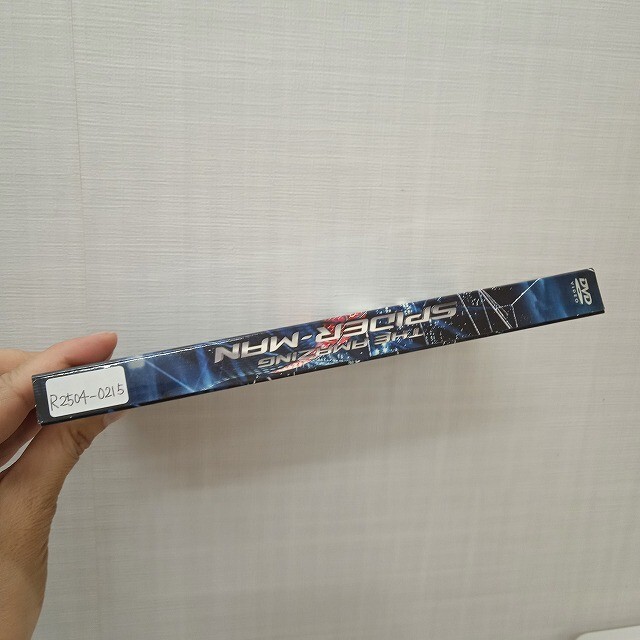 R2504-0215
THE AMAZING
SPIDER-MAN
DVD
VIDEO